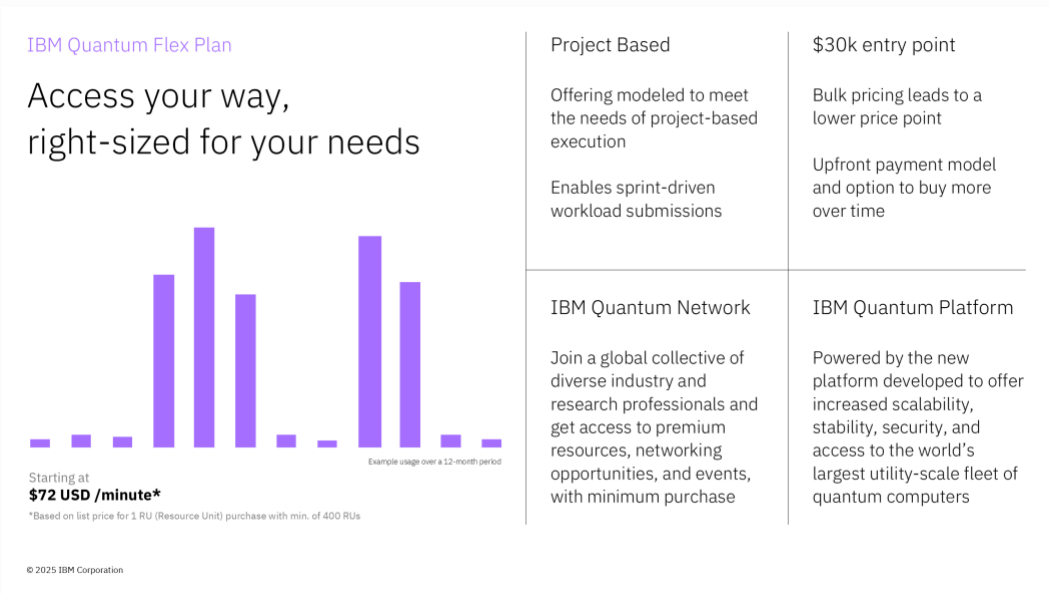 IBM Quantum Flex Plan
Access your way,
right-sized for your needs
Example usage over a 12-month period
Starting at
$72 USD /minute*
*Based on list price for 1 RU (Resource Unit) purchase with min. of 400 RUs
Project Based
Offering modeled to meet
the needs of project-based
execution
Enables sprint-driven
workload submissions
$30k entry point
Bulk pricing leads to a
lower price point
Upfront payment model
and option to buy more
over time
IBM Quantum Network
Join a global collective of
diverse industry and
research professionals and
get access to premium
resources, networking
opportunities, and events,
with minimum purchase
IBM Quantum Platform
Powered by the new
platform developed to offer
increased scalability,
stability, security, and
access to the world's
largest utility-scale fleet of
quantum computers
© 2025 IBM Corporation